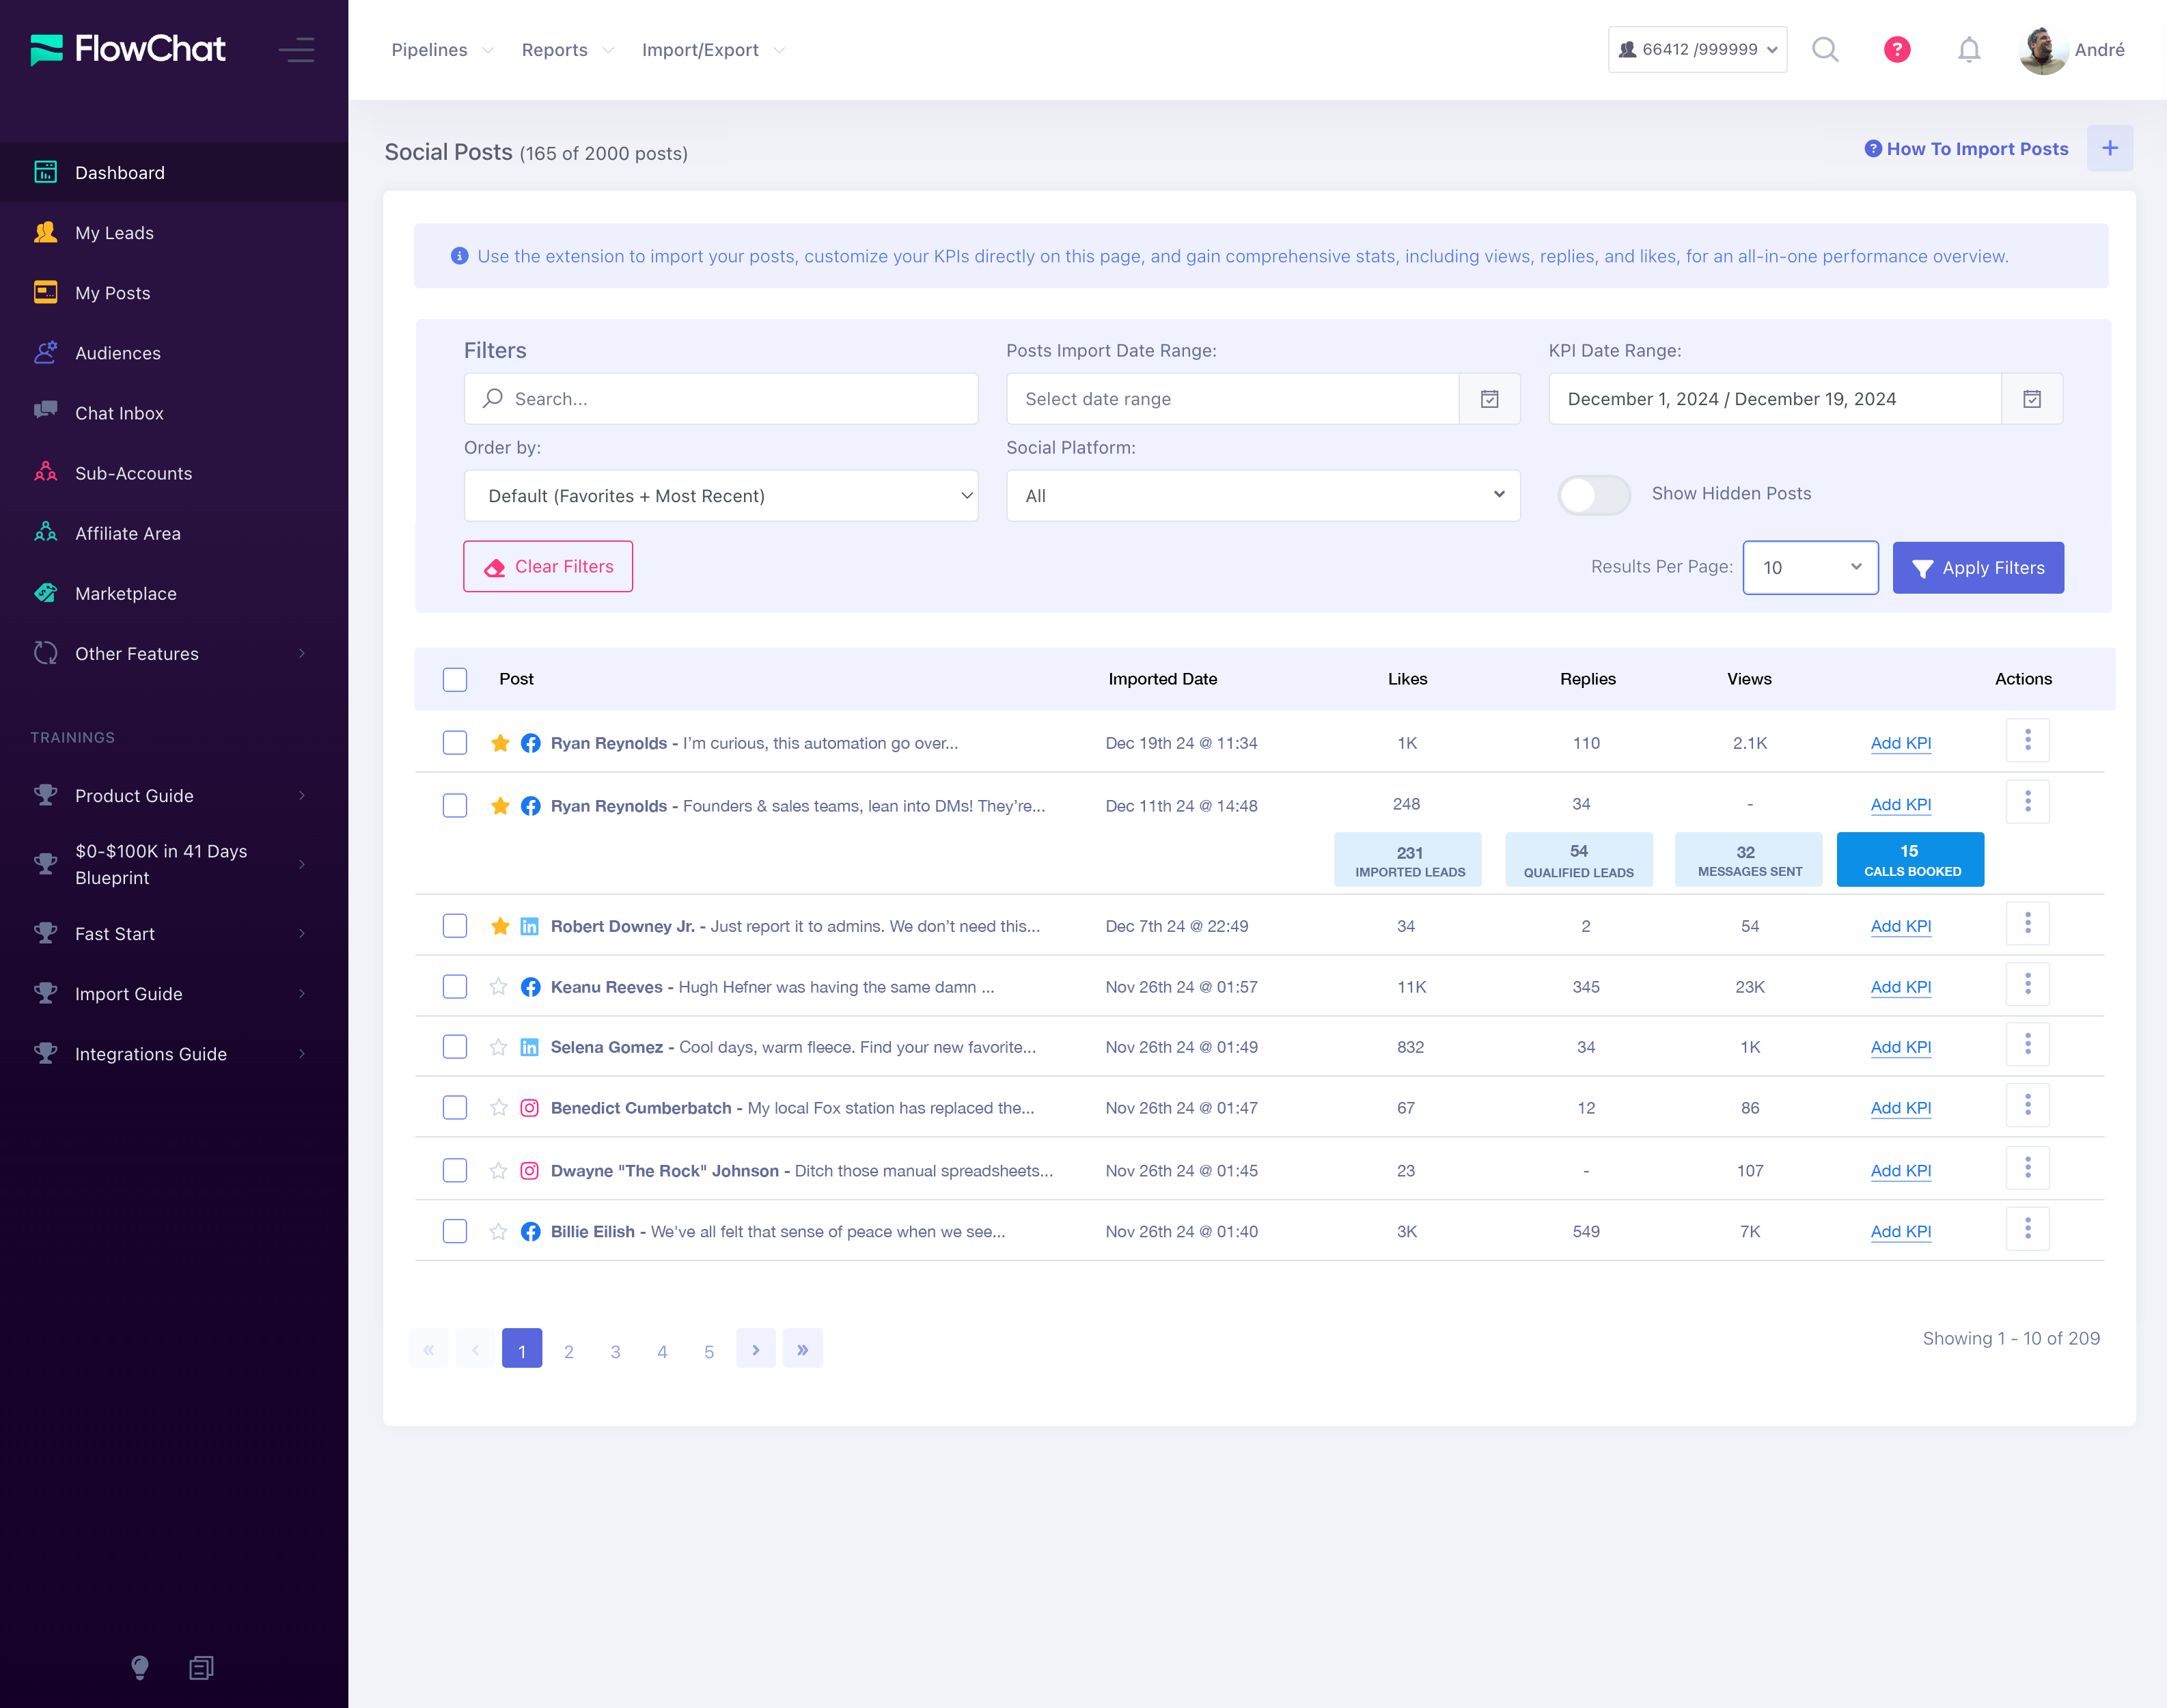 FlowChat
Pipelines
Reports
Import/Export
66412 /999999
?
André
Dashboard
My Leads
My Posts
Audiences
Chat Inbox
Sub-Accounts
Affiliate Area
Marketplace
Other Features
TRAININGS
Product Guide
$0-$100K in 41 Days
Blueprint
Fast Start
Import Guide
Integrations Guide
Social Posts (165 of 2000 posts)
? How To Import Posts
+
Use the extension to import your posts, customize your KPIs directly on this page, and gain comprehensive stats, including views, replies, and likes, for an all-in-one performance overview.
Filters
Posts Import Date Range:
KPI Date Range:
Search...
Select date range
December 1, 2024 / December 19, 2024
Order by:
Social Platform:
Default (Favorites + Most Recent)
All
Show Hidden Posts
Clear Filters
Results Per Page:
10
Apply Filters
Post Imported Date Likes Replies Views Actions
Ryan Reynolds - I’m curious, this automation go over... Dec 19th 24 @ 11:34 1K 110 2.1K Add KPI
Ryan Reynolds - Founders & sales teams, lean into DMs! They’re... Dec 11th 24 @ 14:48 248 34 - Add KPI
231 54 32 15
IMPORTED LEADS QUALIFIED LEADS MESSAGES SENT CALLS BOOKED
Robert Downey Jr. - Just report it to admins. We don’t need this... Dec 7th 24 @ 22:49 34 2 54 Add KPI
Keanu Reeves - Hugh Hefner was having the same damn ... Nov 26th 24 @ 01:57 11K 345 23K Add KPI
Selena Gomez - Cool days, warm fleece. Find your new favorite... Nov 26th 24 @ 01:49 832 34 1K Add KPI
Benedict Cumberbatch - My local Fox station has replaced the... Nov 26th 24 @ 01:47 67 12 86 Add KPI
Dwayne "The Rock" Johnson - Ditch those manual spreadsheets... Nov 26th 24 @ 01:45 23 - 107 Add KPI
Billie Eilish - We've all felt that sense of peace when we see... Nov 26th 24 @ 01:40 3K 549 7K Add KPI
« ‹ 1 2 3 4 5 › »
Showing 1 - 10 of 209